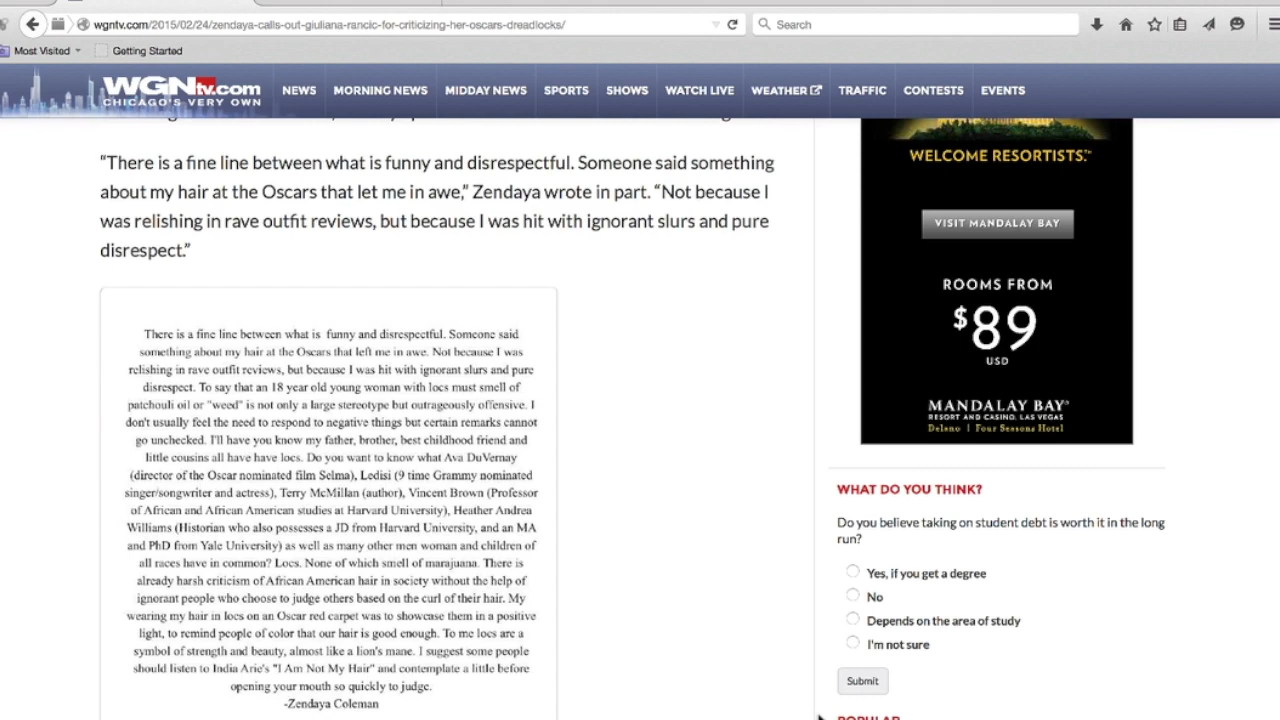 wgntv.com/2015/02/24/zendaya-calls-out-giuliana-rancic-for-criticizing-her-oscars-dreadlocks/
Search
Most Visited
Getting Started
WGNtv.com
CHICAGO'S VERY OWN
NEWS
MORNING NEWS
MIDDAY NEWS
SPORTS
SHOWS
WATCH LIVE
WEATHER
TRAFFIC
CONTESTS
EVENTS
“There is a fine line between what is funny and disrespectful. Someone said something
about my hair at the Oscars that let me in awe,” Zendaya wrote in part. “Not because I
was relishing in rave outfit reviews, but because I was hit with ignorant slurs and pure
disrespect.”
There is a fine line between what is funny and disrespectful. Someone said
something about my hair at the Oscars that left me in awe. Not because I was
relishing in rave outfit reviews, but because I was hit with ignorant slurs and pure
disrespect. To say that an 18 year old young woman with locs must smell of
patchouli oil or "weed" is not only a large stereotype but outrageously offensive. I
don't usually feel the need to respond to negative things but certain remarks cannot
go unchecked. I'll have you know my father, brother, best childhood friend and
little cousins all have have locs. Do you want to know what Ava DuVernay
(director of the Oscar nominated film Selma), Ledisi (9 time Grammy nominated
singer/songwriter and actress), Terry McMillan (author), Vincent Brown (Professor
of African and African American studies at Harvard University), Heather Andrea
Williams (Historian who also possesses a JD from Harvard University, and an MA
and PhD from Yale University) as well as many other men woman and children of
all races have in common? Locs. None of which smell of marajuana. There is
already harsh criticism of African American hair in society without the help of
ignorant people who choose to judge others based on the curl of their hair. My
wearing my hair in locs on an Oscar red carpet was to showcase them in a positive
light, to remind people of color that our hair is good enough. To me locs are a
symbol of strength and beauty, almost like a lion's mane. I suggest some people
should listen to India Arie's "I Am Not My Hair" and contemplate a little before
opening your mouth so quickly to judge.
-Zendaya Coleman
WELCOME RESORTISTS.™
VISIT MANDALAY BAY
ROOMS FROM
$89
USD
MANDALAY BAY®
RESORT AND CASINO, LAS VEGAS
Delano | Four Seasons Hotel
WHAT DO YOU THINK?
Do you believe taking on student debt is worth it in the long
run?
Yes, if you get a degree
No
Depends on the area of study
I'm not sure
Submit
POPULAR